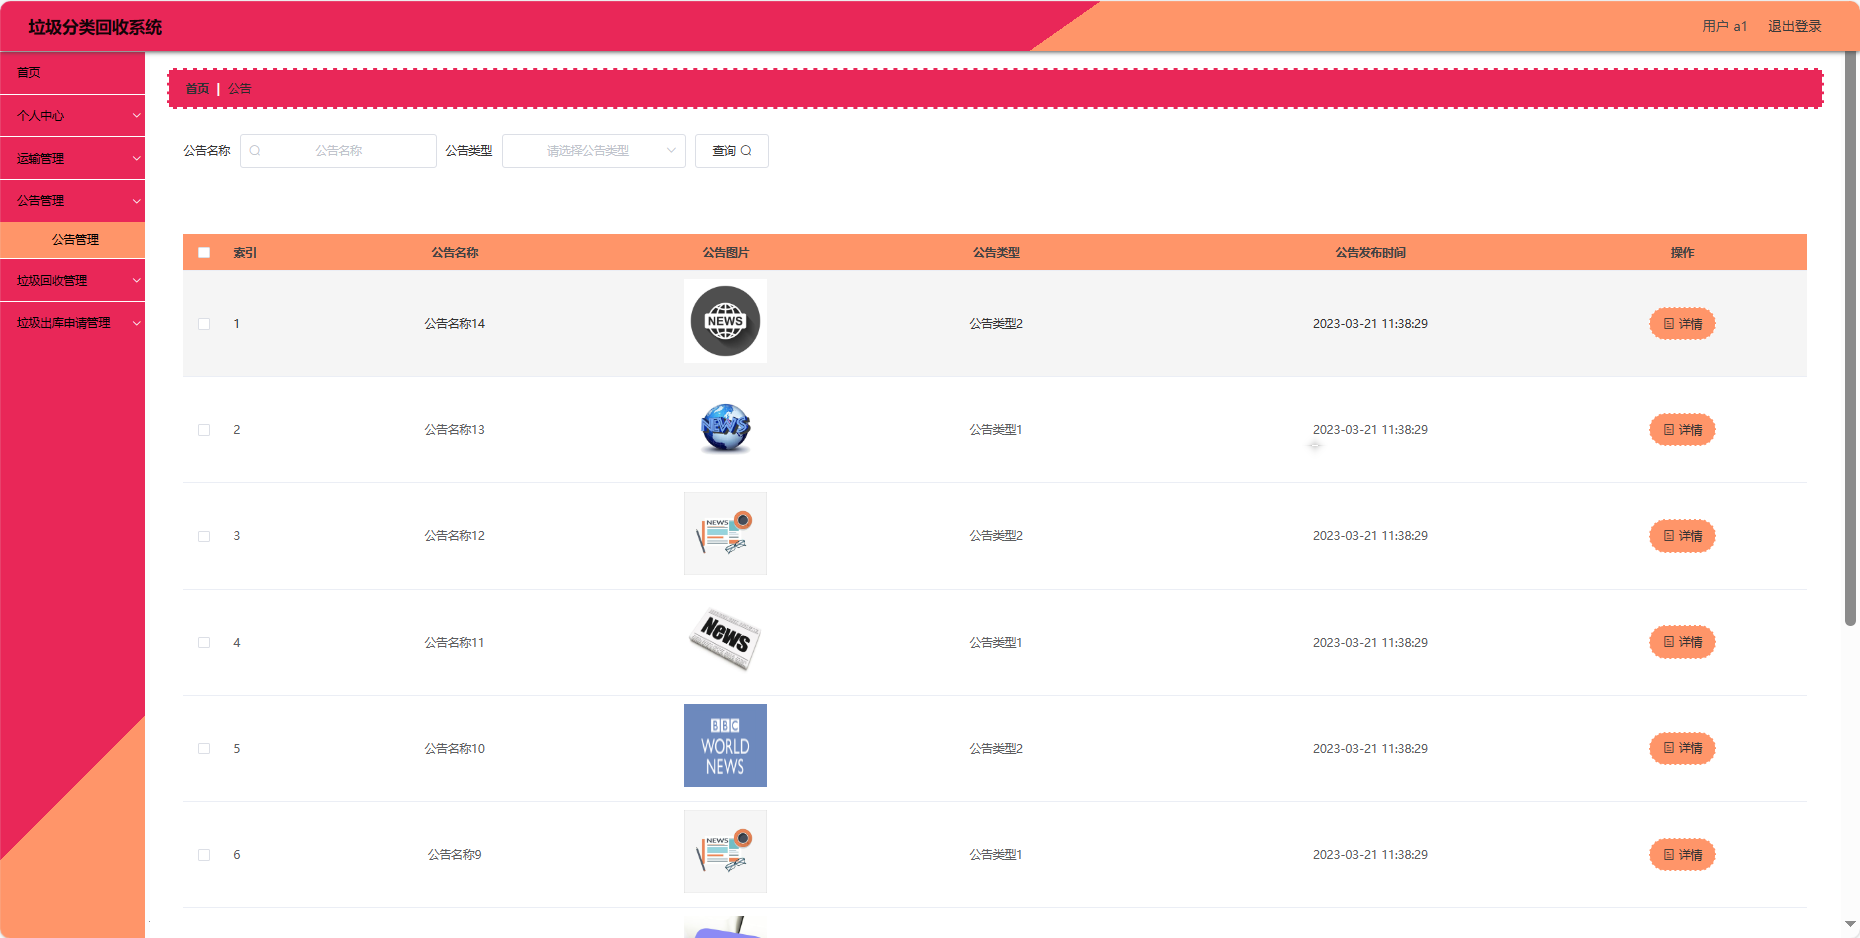 垃圾分类回收系统
用户 a1 退出登录
首页
个人中心
运输管理
公告管理
公告管理
垃圾回收管理
垃圾出库申请管理
首页 | 公告
公告名称 公告名称 公告类型 请选择公告类型 查询
索引 公告名称 公告图片 公告类型 公告发布时间 操作
1 公告名称14 NEWS 公告类型2 2023-03-21 11:38:29 详情
2 公告名称13 NEWS 公告类型1 2023-03-21 11:38:29 详情
3 公告名称12 NEWS 公告类型2 2023-03-21 11:38:29 详情
4 公告名称11 News 公告类型1 2023-03-21 11:38:29 详情
5 公告名称10 BBC WORLD NEWS 公告类型2 2023-03-21 11:38:29 详情
6 公告名称9 NEWS 公告类型1 2023-03-21 11:38:29 详情